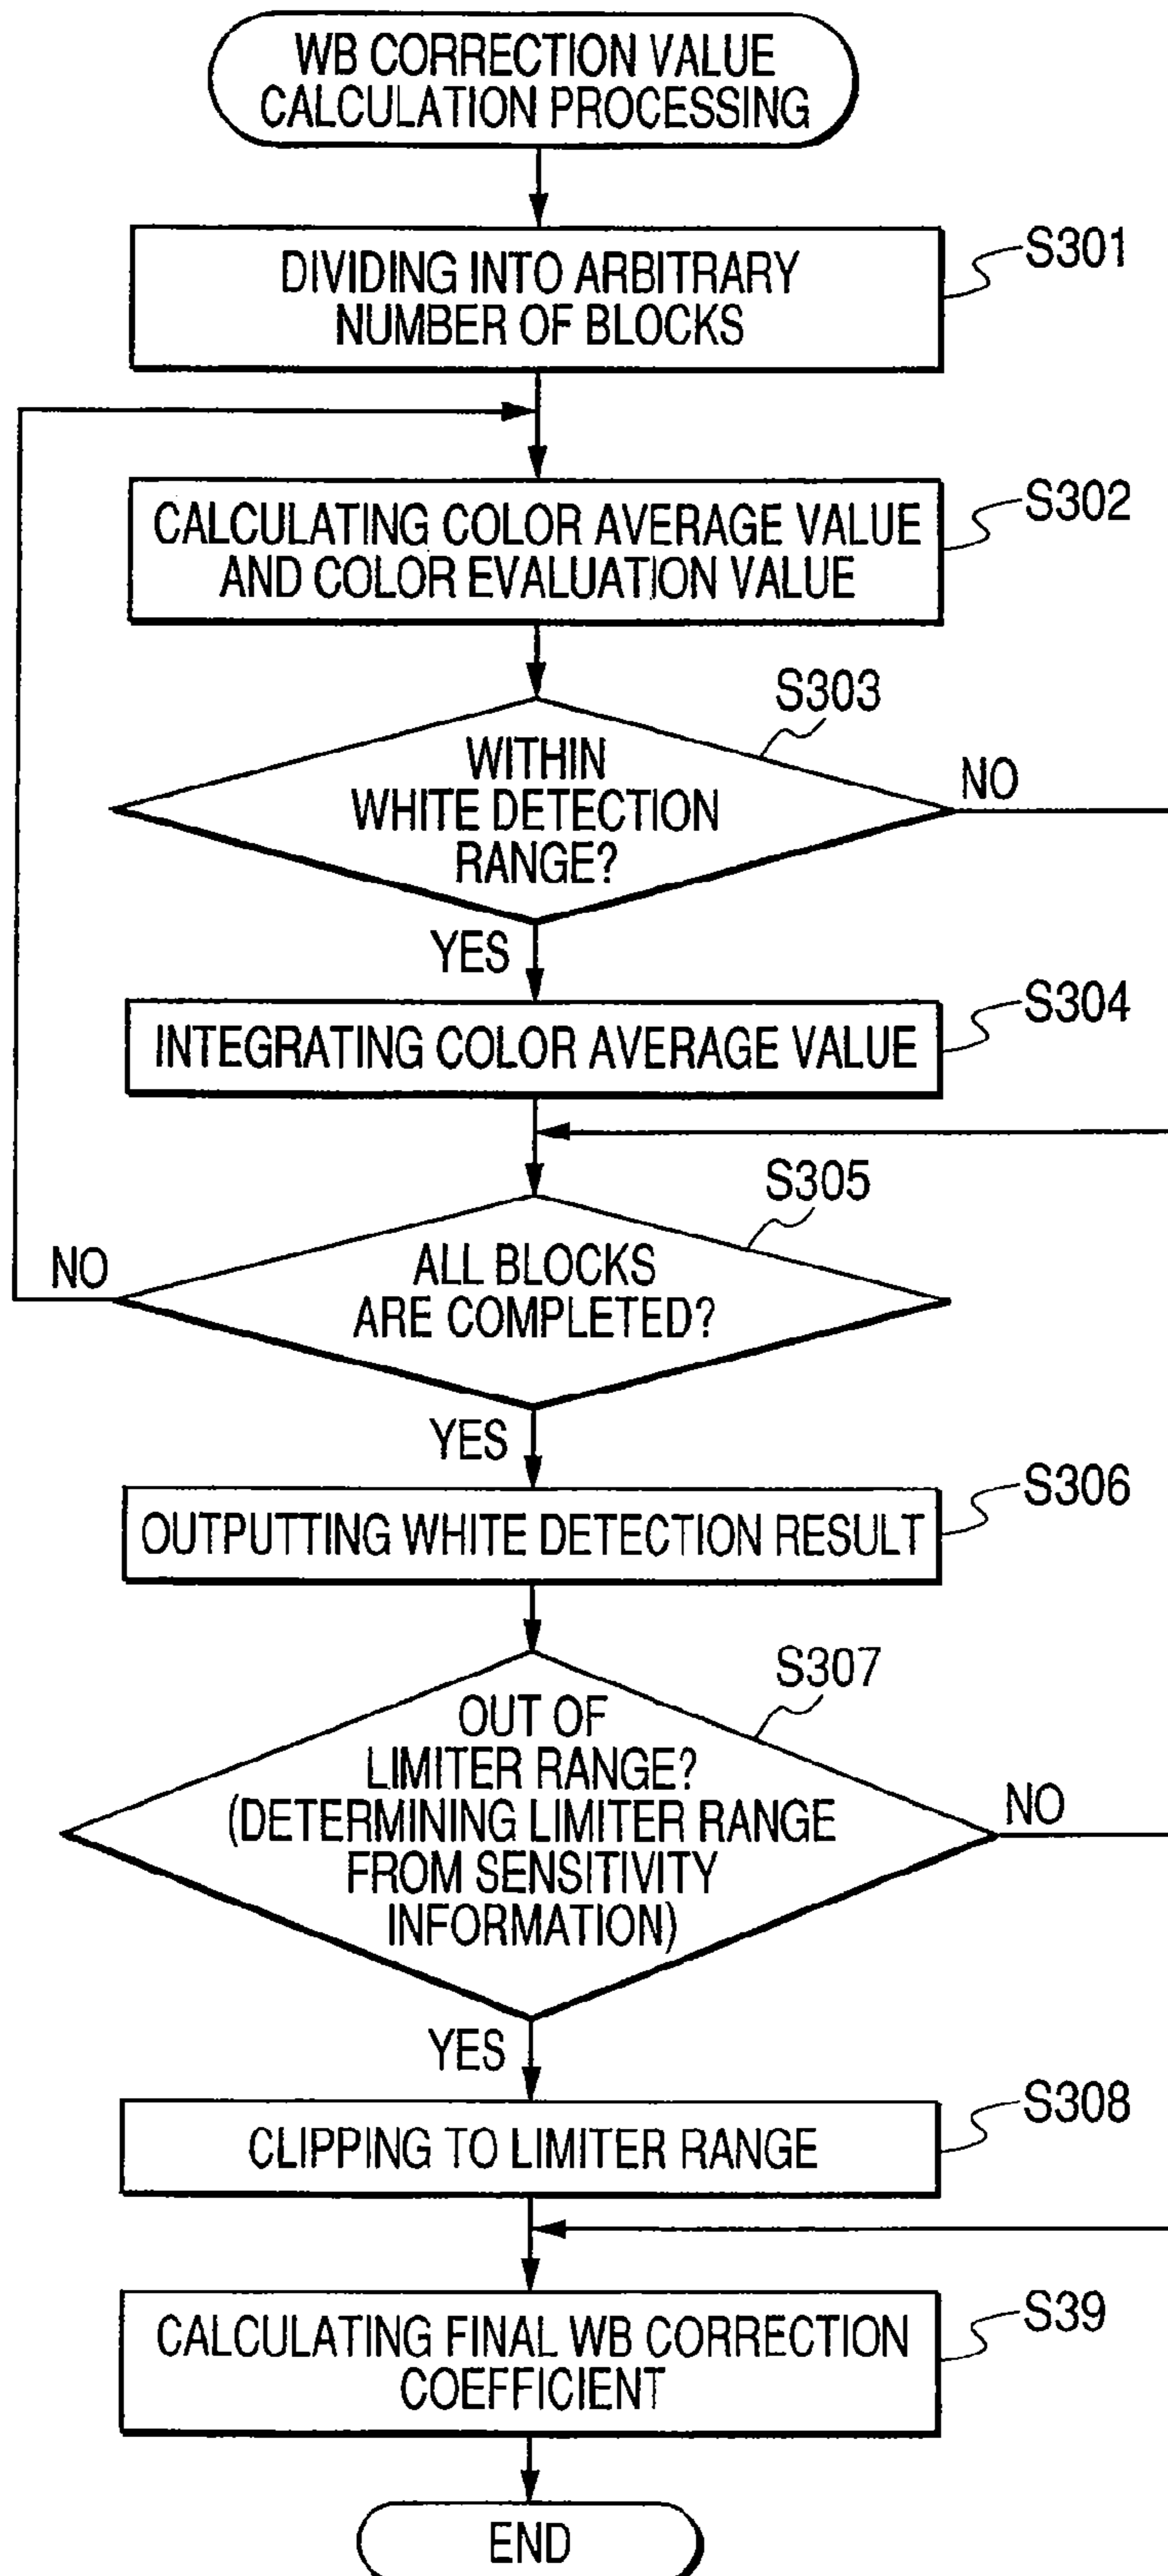 WB CORRECTION VALUE
CALCULATION PROCESSING
DIVIDING INTO ARBITRARY
NUMBER OF BLOCKS
S301
CALCULATING COLOR AVERAGE VALUE
AND COLOR EVALUATION VALUE
S302
S303
WITHIN
WHITE DETECTION
RANGE?
NO
YES
INTEGRATING COLOR AVERAGE VALUE
S304
S305
ALL BLOCKS
ARE COMPLETED?
NO
YES
OUTPUTTING WHITE DETECTION RESULT
S306
S307
OUT OF
LIMITER RANGE?
(DETERMINING LIMITER RANGE
FROM SENSITIVITY
INFORMATION)
NO
YES
CLIPPING TO LIMITER RANGE
S308
CALCULATING FINAL WB CORRECTION
COEFFICIENT
S39
END